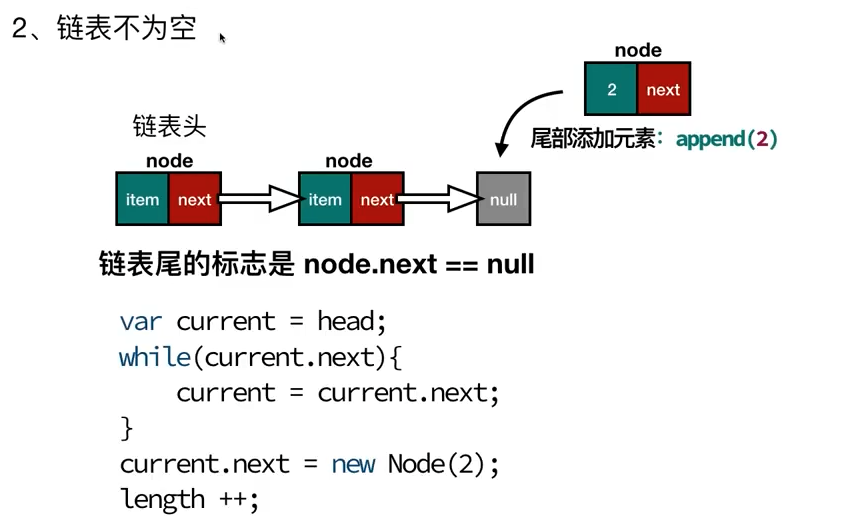 2、链表不为空
node
2 next
尾部添加元素：append(2)
链表头
node node
item next item next null
链表尾的标志是 node.next == null
var current = head;
while(current.next){
current = current.next;
}
current.next = new Node(2);
length ++;